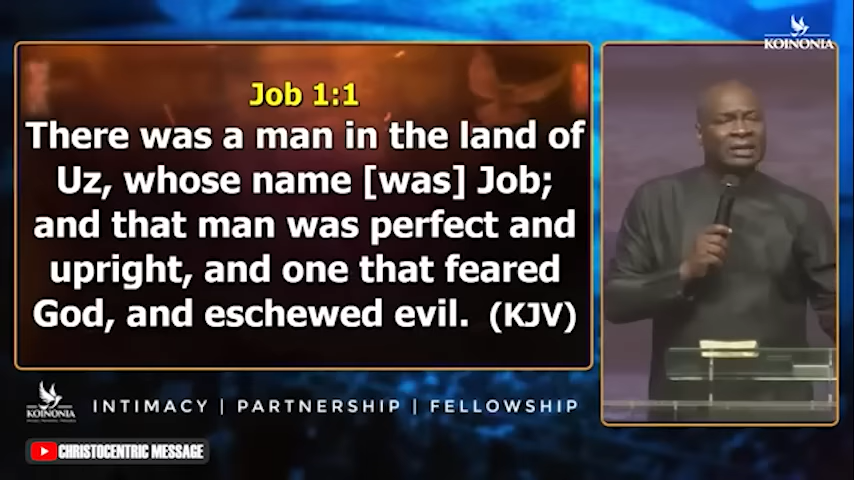 KOINONIA
Job 1:1
There was a man in the land of
Uz, whose name [was] Job;
and that man was perfect and
upright, and one that feared
God, and eschewed evil. (KJV)
KOINONIA
INTIMACY | PARTNERSHIP | FELLOWSHIP
CHRISTOCENTRIC MESSAGE